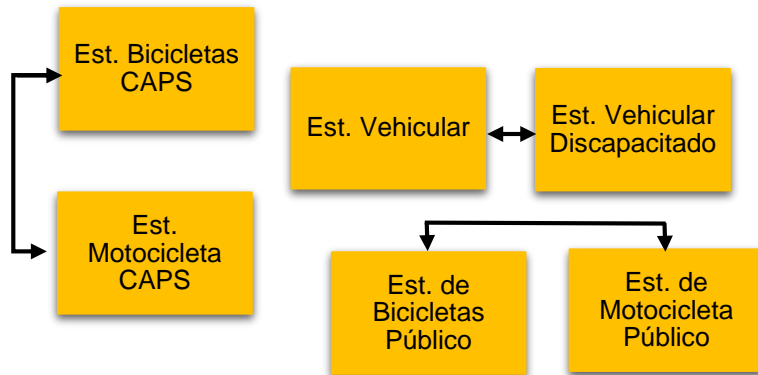 Est. Bicicletas
CAPS
Est. Vehicular
Est. Vehicular
Discapacitado
Est.
Motocicleta
CAPS
Est. de
Bicicletas
Público
Est. de
Motocicleta
Público